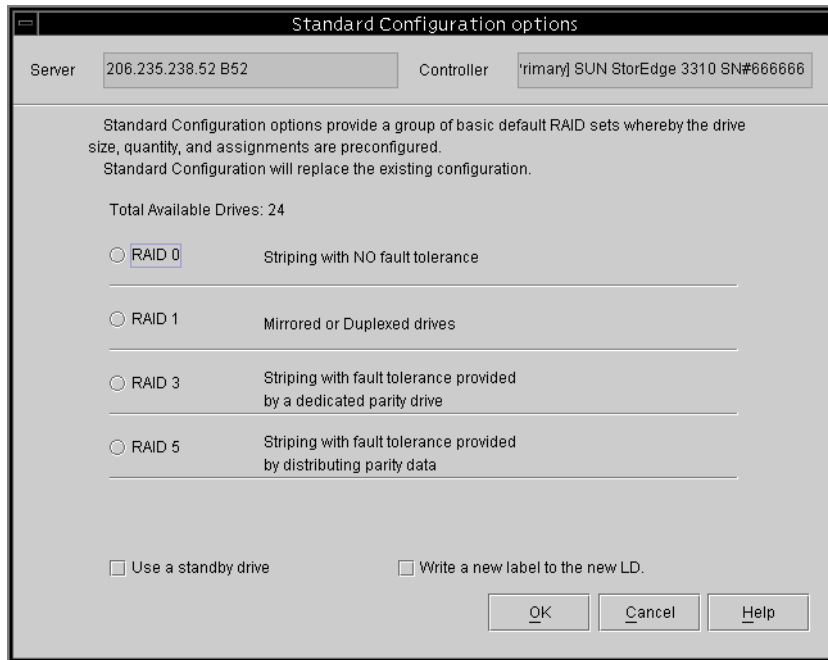 Standard Configuration options
Server 206.235.238.52 B52 Controller 'rimary] SUN StorEdge 3310 SN#666666
Standard Configuration options provide a group of basic default RAID sets whereby the drive
size, quantity, and assignments are preconfigured.
Standard Configuration will replace the existing configuration.
Total Available Drives: 24
RAID 0 Striping with NO fault tolerance
RAID 1 Mirrored or Duplexed drives
RAID 3 Striping with fault tolerance provided
by a dedicated parity drive
RAID 5 Striping with fault tolerance provided
by distributing parity data
Use a standby drive Write a new label to the new LD.
OK Cancel Help